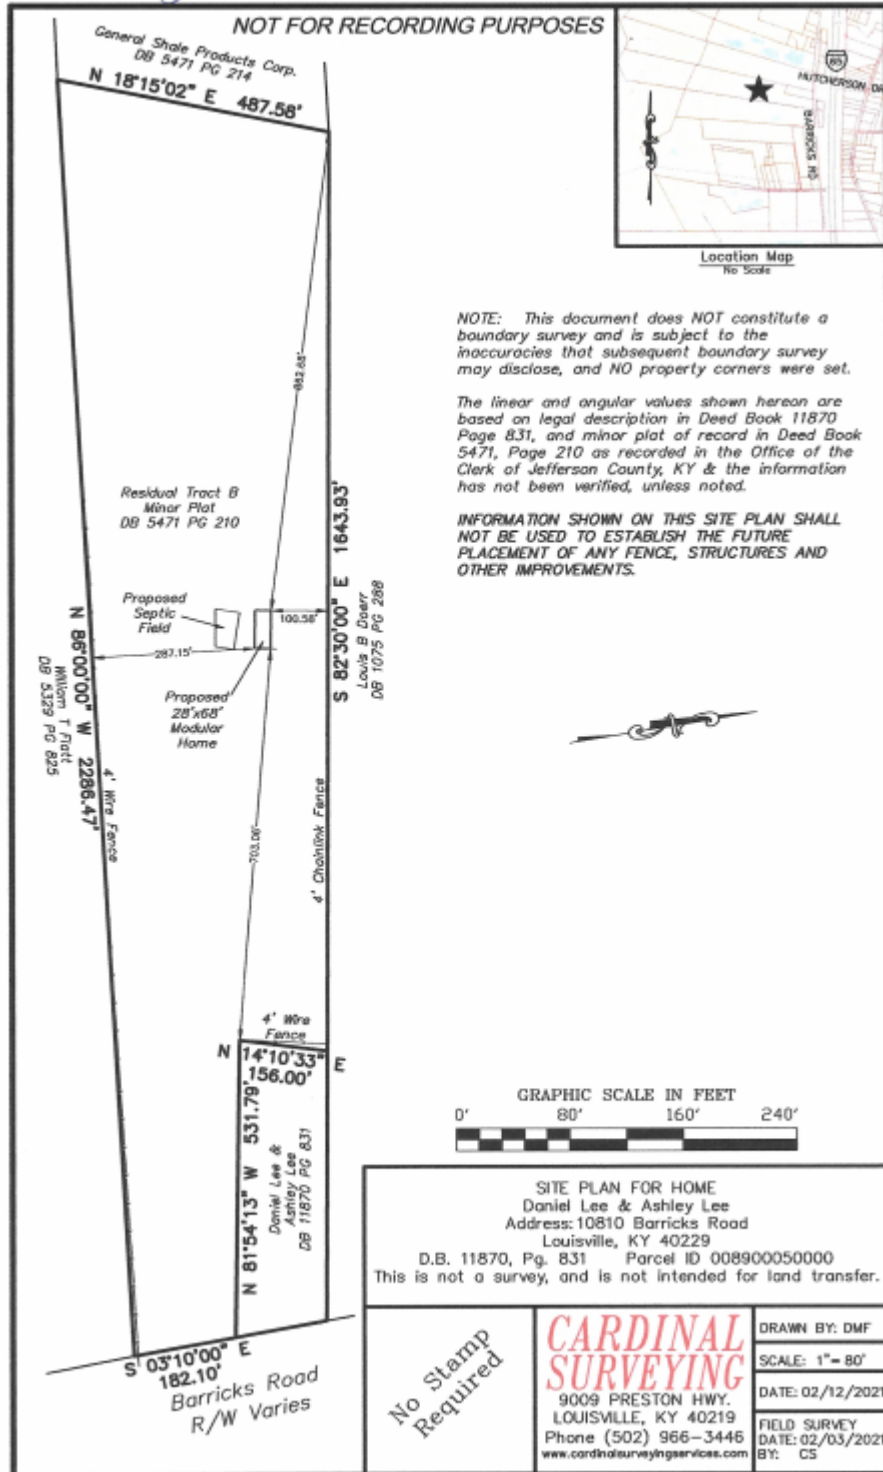 NOT FOR RECORDING PURPOSES
General Shale Products Corp.
DB 5471 PG 214
N 18°15'02" E 487.58'
85
HUTCHERSON DR
BARRICKS RD
Location Map
No Scale
NOTE: This document does NOT constitute a
boundary survey and is subject to the
inaccuracies that subsequent boundary survey
may disclose, and NO property corners were set.
The linear and angular values shown hereon are
based on legal description in Deed Book 11870
Page 831, and minor plat of record in Deed Book
5471, Page 210 as recorded in the Office of the
Clerk of Jefferson County, KY & the information
has not been verified, unless noted.
INFORMATION SHOWN ON THIS SITE PLAN SHALL
NOT BE USED TO ESTABLISH THE FUTURE
PLACEMENT OF ANY FENCE, STRUCTURES AND
OTHER IMPROVEMENTS.
Residual Tract B
Minor Plat
DB 5471 PG 210
S 82°30'00" E 1643.93'
Louis B Doerr
DB 1075 PG 288
Proposed
Septic
Field
100.58'
287.15'
Proposed
28'x68'
Modular
Home
N 86°00'00" W 2286.47'
William T Flatt
DB 5329 PG 825
4' Wire Fence
703.06'
4' Chainlink Fence
4' Wire
Fence
N 14°10'33" E
156.00'
N 81°54'13" W 531.79'
Daniel Lee &
Ashley Lee
DB 11870 PG 831
S 03°10'00" E
182.10'
Barricks Road
R/W Varies
GRAPHIC SCALE IN FEET
0' 80' 160' 240'
SITE PLAN FOR HOME
Daniel Lee & Ashley Lee
Address: 10810 Barricks Road
Louisville, KY 40229
D.B. 11870, Pg. 831 Parcel ID 008900050000
This is not a survey, and is not intended for land transfer.
No Stamp
Required
CARDINAL
SURVEYING
9009 PRESTON HWY.
LOUISVILLE, KY 40219
Phone (502) 966-3446
www.cardinalsurveyingservices.com
DRAWN BY: DMF
SCALE: 1"= 80'
DATE: 02/12/2021
FIELD SURVEY
DATE: 02/03/2021
BY: CS